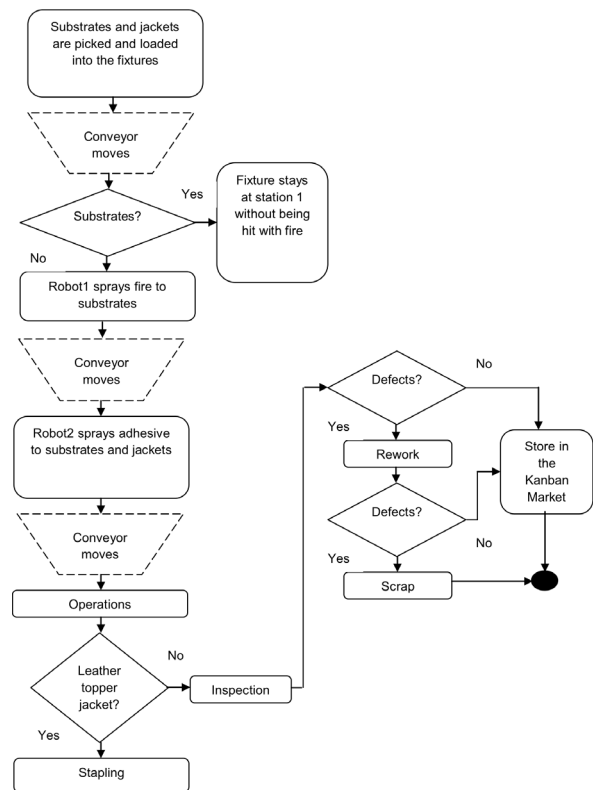 Substrates and jackets
are picked and loaded
into the fixtures
Conveyor
moves
Substrates?
Yes
Fixture stays
at station 1
without being
hit with fire
No
Robot1 sprays fire to
substrates
Conveyor
moves
Robot2 sprays adhesive
to substrates and jackets
Conveyor
moves
Operations
Leather
topper
jacket?
No
Inspection
Yes
Stapling
Defects?
No
Yes
Rework
Store in
the
Kanban
Market
Defects?
No
Yes
Scrap